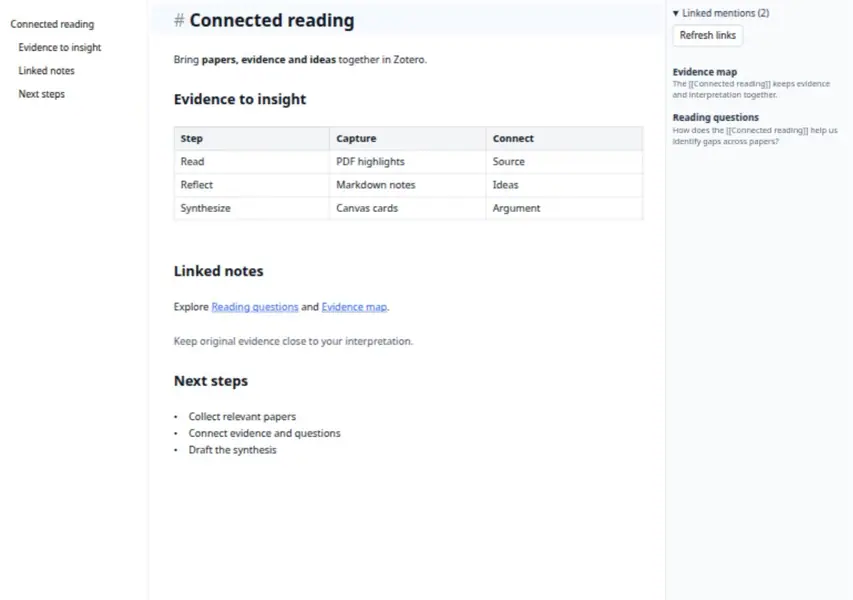 Connected reading
Evidence to insight
Linked notes
Next steps
# Connected reading
Bring papers, evidence and ideas together in Zotero.
Evidence to insight
Step Capture Connect
Read PDF highlights Source
Reflect Markdown notes Ideas
Synthesize Canvas cards Argument
Linked notes
Explore Reading questions and Evidence map.
Keep original evidence close to your interpretation.
Next steps
• Collect relevant papers
• Connect evidence and questions
• Draft the synthesis
▼ Linked mentions (2)
Refresh links
Evidence map
The [[Connected reading]] keeps evidence
and interpretation together.
Reading questions
How does the [[Connected reading]] help us
identify gaps across papers?